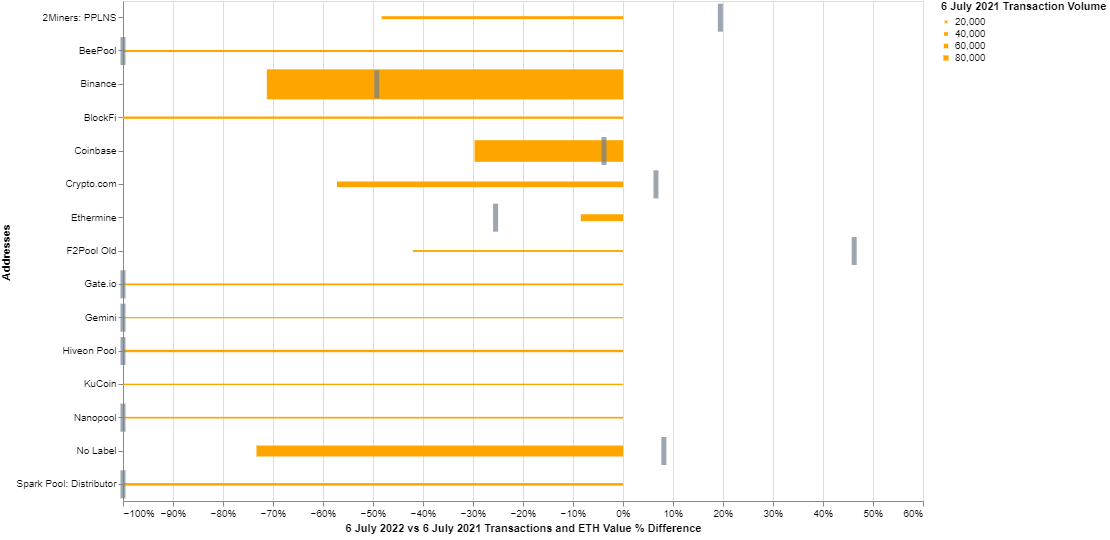 6 July 2021 Transaction Volume
20,000
40,000
60,000
80,000
Addresses
2Miners: PPLNS
BeePool
Binance
BlockFi
Coinbase
Crypto.com
Ethermine
F2Pool Old
Gate.io
Gemini
Hiveon Pool
KuCoin
Nanopool
No Label
Spark Pool: Distributor
−100% −90% −80% −70% −60% −50% −40% −30% −20% −10% 0% 10% 20% 30% 40% 50% 60%
6 July 2022 vs 6 July 2021 Transactions and ETH Value % Difference